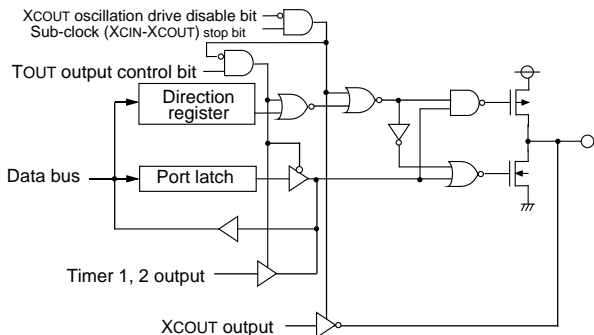 XCOUT oscillation drive disable bit
Sub-clock (XCIN-XCOUT) stop bit
TOUT output control bit
Direction
register
Data bus
Port latch
Timer 1, 2 output
XCOUT output